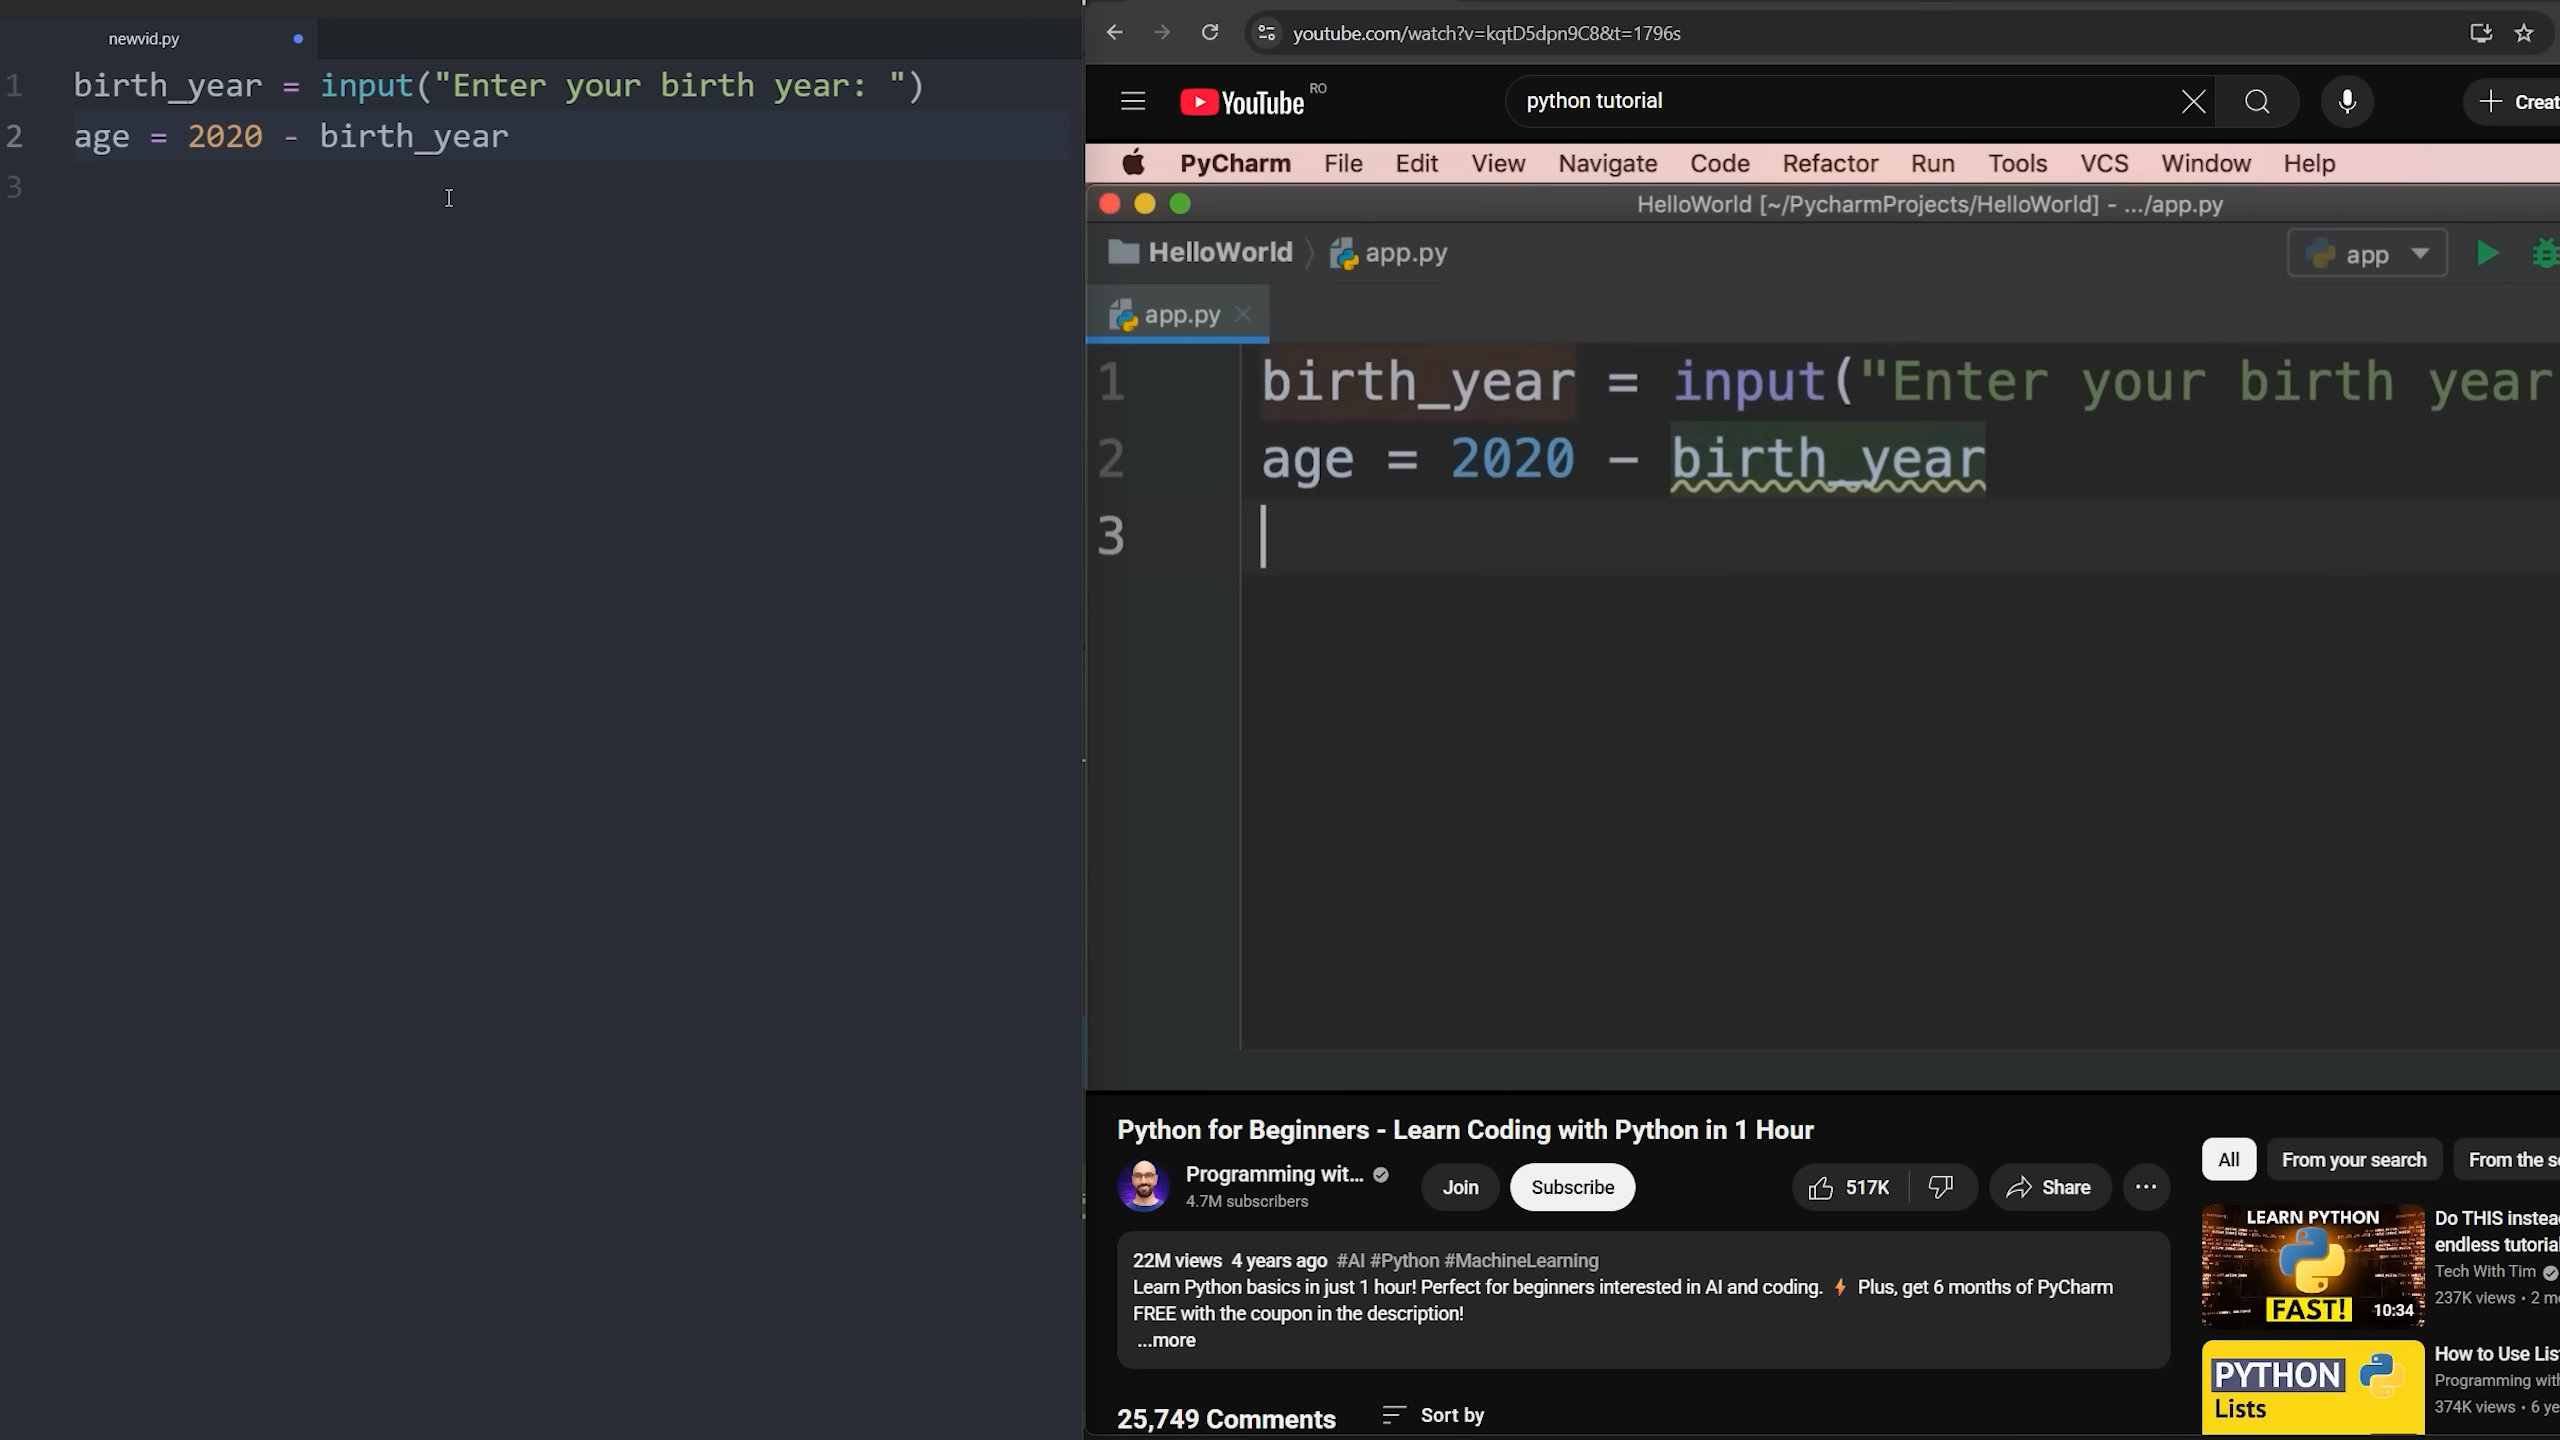 newvid.py
1 birth_year = input("Enter your birth year: ")
2 age = 2020 - birth_year
3
youtube.com/watch?v=kqtD5dpn9C8&t=1796s
YouTube RO
python tutorial
Creat
PyCharm File Edit View Navigate Code Refactor Run Tools VCS Window Help
HelloWorld [~/PycharmProjects/HelloWorld] - .../app.py
HelloWorld app.py
app
app.py
1 birth_year = input("Enter your birth year
2 age = 2020 - birth_year
3
Python for Beginners - Learn Coding with Python in 1 Hour
Programming wit...
4.7M subscribers
Join
Subscribe
517K
Share
22M views 4 years ago #AI #Python #MachineLearning
Learn Python basics in just 1 hour! Perfect for beginners interested in AI and coding. ⚡ Plus, get 6 months of PyCharm
FREE with the coupon in the description!
...more
25,749 Comments
Sort by
All
From your search
From the se
LEARN PYTHON
FAST!
10:34
Do THIS instea
endless tutorial
Tech With Tim
237K views • 2 mo
PYTHON
Lists
How to Use Lis
Programming with
374K views • 6 ye